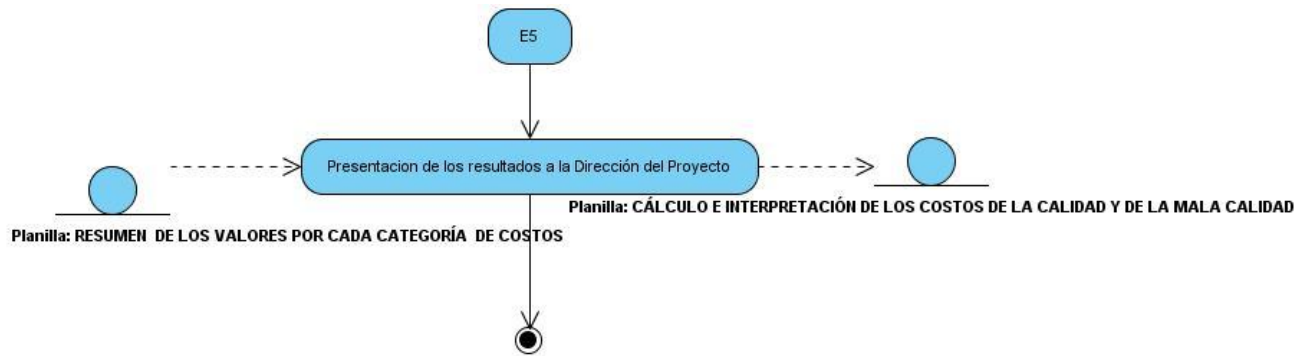 E5
Presentacion de los resultados a la Dirección del Proyecto
Planilla: CÁLCULO E INTERPRETACIÓN DE LOS COSTOS DE LA CALIDAD Y DE LA MALA CALIDAD
Planilla: RESUMEN DE LOS VALORES POR CADA CATEGORÍA DE COSTOS